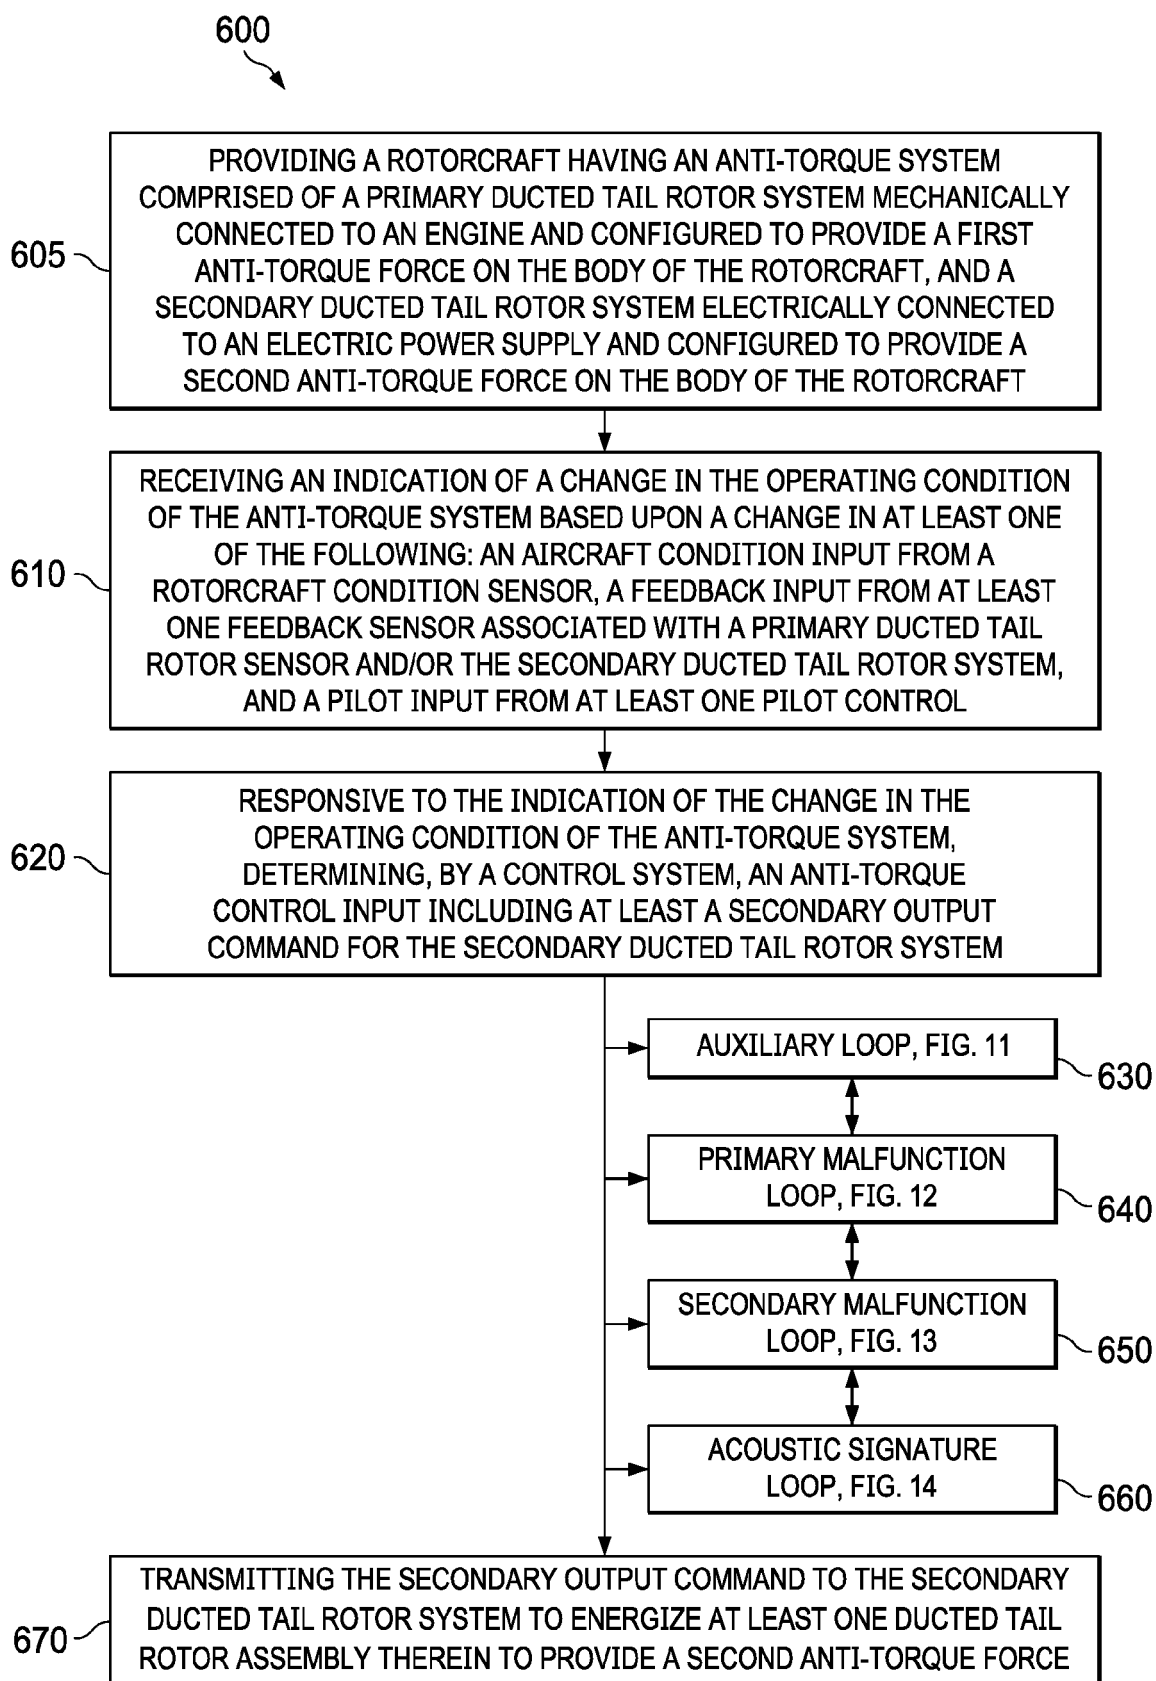 600
PROVIDING A ROTORCRAFT HAVING AN ANTI-TORQUE SYSTEM
COMPRISED OF A PRIMARY DUCTED TAIL ROTOR SYSTEM MECHANICALLY
CONNECTED TO AN ENGINE AND CONFIGURED TO PROVIDE A FIRST
ANTI-TORQUE FORCE ON THE BODY OF THE ROTORCRAFT, AND A
SECONDARY DUCTED TAIL ROTOR SYSTEM ELECTRICALLY CONNECTED
TO AN ELECTRIC POWER SUPPLY AND CONFIGURED TO PROVIDE A
SECOND ANTI-TORQUE FORCE ON THE BODY OF THE ROTORCRAFT
605
RECEIVING AN INDICATION OF A CHANGE IN THE OPERATING CONDITION
OF THE ANTI-TORQUE SYSTEM BASED UPON A CHANGE IN AT LEAST ONE
OF THE FOLLOWING: AN AIRCRAFT CONDITION INPUT FROM A
ROTORCRAFT CONDITION SENSOR, A FEEDBACK INPUT FROM AT LEAST
ONE FEEDBACK SENSOR ASSOCIATED WITH A PRIMARY DUCTED TAIL
ROTOR SENSOR AND/OR THE SECONDARY DUCTED TAIL ROTOR SYSTEM,
AND A PILOT INPUT FROM AT LEAST ONE PILOT CONTROL
610
RESPONSIVE TO THE INDICATION OF THE CHANGE IN THE
OPERATING CONDITION OF THE ANTI-TORQUE SYSTEM,
DETERMINING, BY A CONTROL SYSTEM, AN ANTI-TORQUE
CONTROL INPUT INCLUDING AT LEAST A SECONDARY OUTPUT
COMMAND FOR THE SECONDARY DUCTED TAIL ROTOR SYSTEM
620
AUXILIARY LOOP, FIG. 11
630
PRIMARY MALFUNCTION
LOOP, FIG. 12
640
SECONDARY MALFUNCTION
LOOP, FIG. 13
650
ACOUSTIC SIGNATURE
LOOP, FIG. 14
660
TRANSMITTING THE SECONDARY OUTPUT COMMAND TO THE SECONDARY
DUCTED TAIL ROTOR SYSTEM TO ENERGIZE AT LEAST ONE DUCTED TAIL
ROTOR ASSEMBLY THEREIN TO PROVIDE A SECOND ANTI-TORQUE FORCE
670